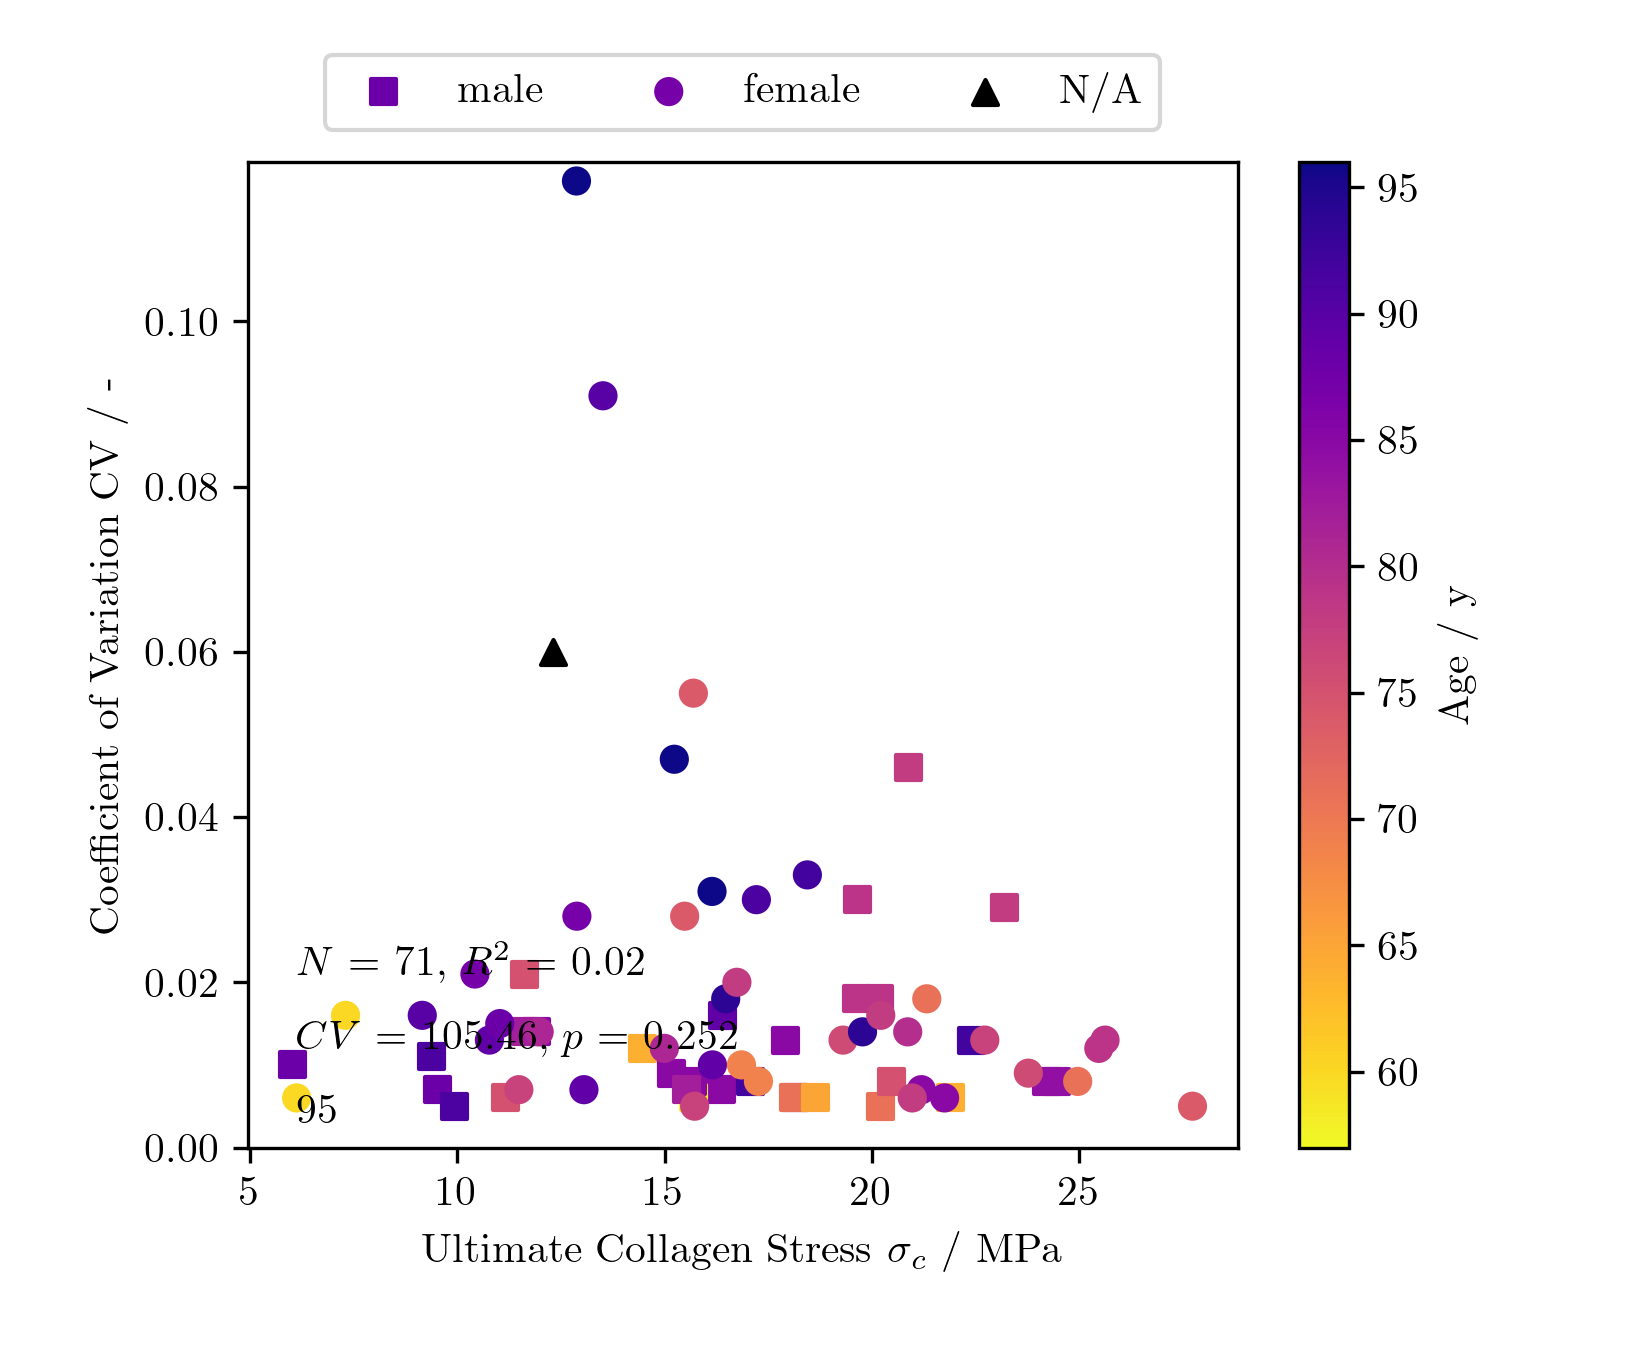 male female N/A
Coefficient of Variation CV / -
0.10
0.08
0.06
0.04
0.02
0.00
N = 71, R² = 0.02
CV = 105.46, p = 0.252
95
5 10 15 20 25
Ultimate Collagen Stress σ_c / MPa
95
90
85
80
75
70
65
60
Age / y